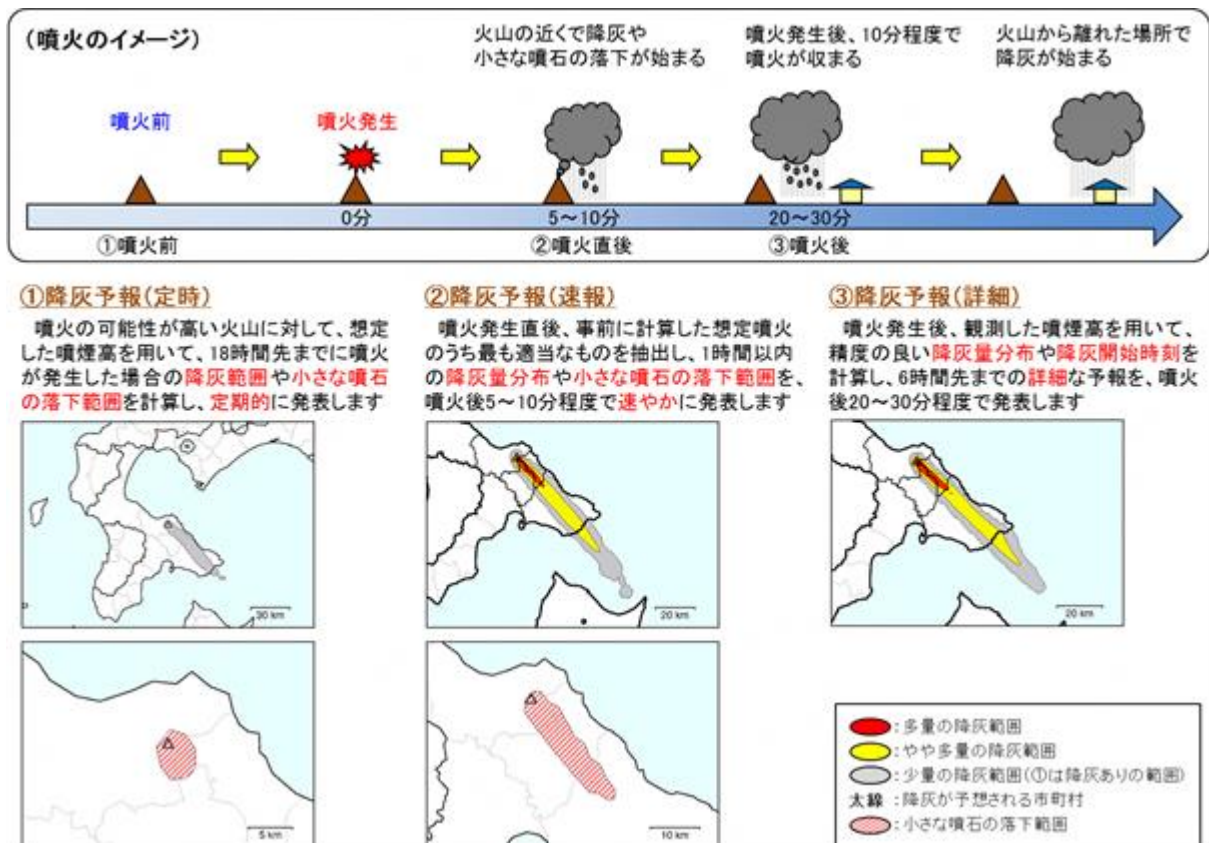 (噴火のイメージ)
火山の近くで降灰や
小さな噴石の落下が始まる
噴火発生後、10分程度で
噴火が収まる
火山から離れた場所で
降灰が始まる
噴火前
噴火発生
0分
5～10分
20～30分
①噴火前
②噴火直後
③噴火後
①降灰予報(定時)
噴火の可能性が高い火山に対して、想定
した噴煙高を用いて、18時間先までに噴火
が発生した場合の降灰範囲や小さな噴石
の落下範囲を計算し、定期的に発表します
30 km
5 km
②降灰予報(速報)
噴火発生直後、事前に計算した想定噴火
のうち最も適当なものを抽出し、1時間以内
の降灰量分布や小さな噴石の落下範囲を、
噴火後5～10分程度で速やかに発表します
20 km
10 km
③降灰予報(詳細)
噴火発生後、観測した噴煙高を用いて、
精度の良い降灰量分布や降灰開始時刻を
計算し、6時間先までの詳細な予報を、噴火
後20～30分程度で発表します
20 km
:多量の降灰範囲
:やや多量の降灰範囲
:少量の降灰範囲(①は降灰ありの範囲)
太線 :降灰が予想される市町村
:小さな噴石の落下範囲